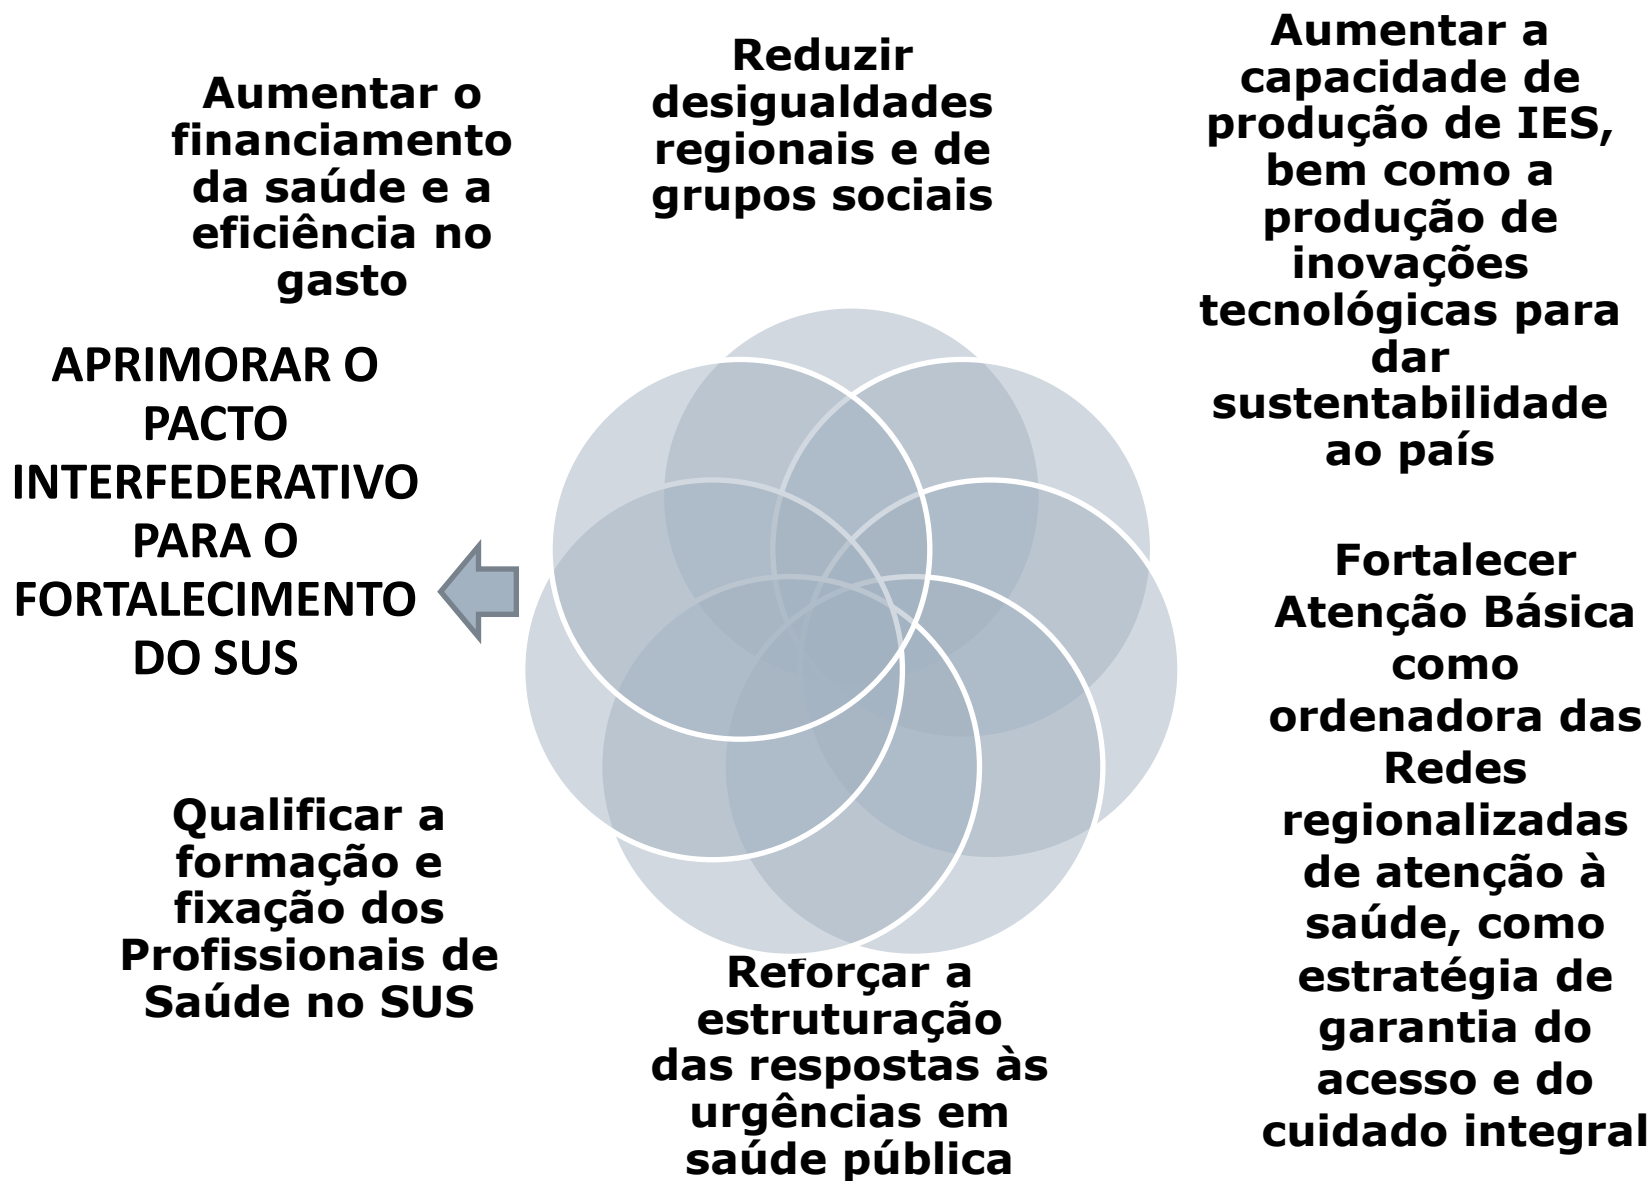 Aumentar o
financiamento
da saúde e a
eficiência no
gasto
Reduzir
desigualdades
regionais e de
grupos sociais
Aumentar a
capacidade de
produção de IES,
bem como a
produção de
inovações
tecnológicas para
dar
sustentabilidade
ao país
APRIMORAR O
PACTO
INTERFEDERATIVO
PARA O
FORTALECIMENTO
DO SUS
Fortalecer
Atenção Básica
como
ordenadora das
Redes
regionalizadas
de atenção à
saúde, como
estratégia de
garantia do
acesso e do
cuidado integral
Qualificar a
formação e
fixação dos
Profissionais de
Saúde no SUS
Reforçar a
estruturação
das respostas às
urgências em
saúde pública